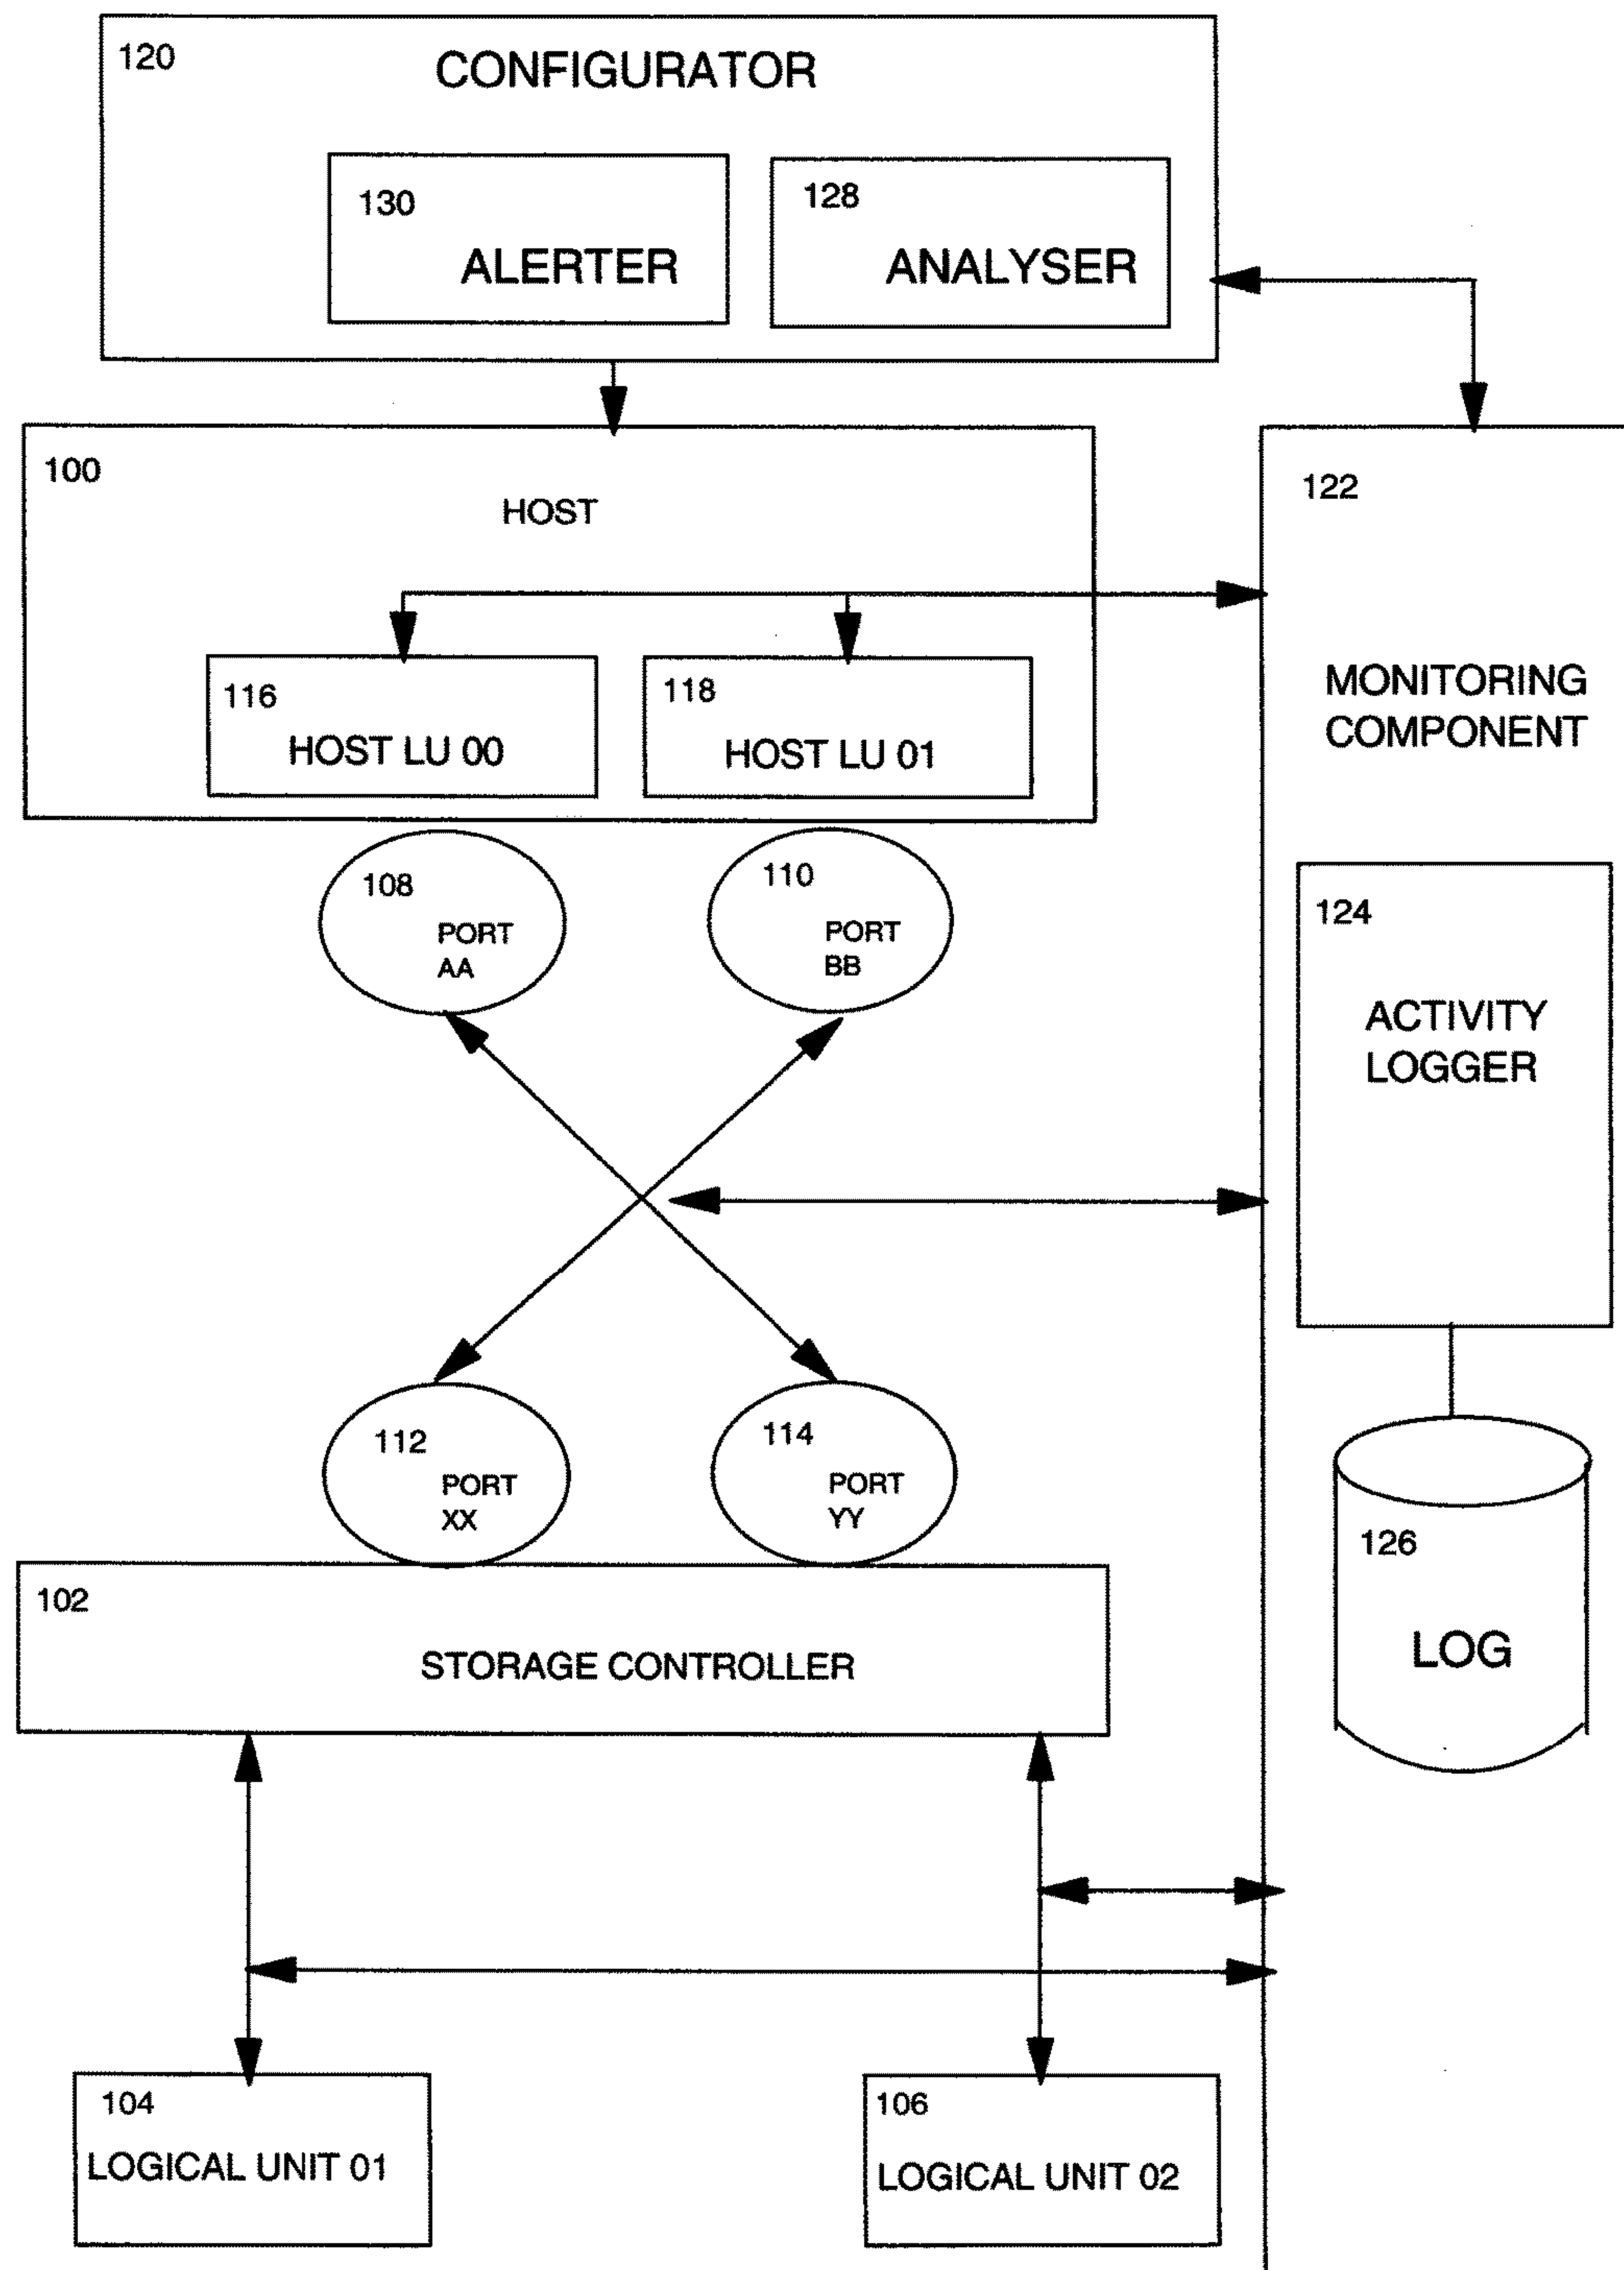 120
CONFIGURATOR
130
ALERTER
128
ANALYSER
100
HOST
122
MONITORING
COMPONENT
116
HOST LU 00
118
HOST LU 01
108
PORT
AA
110
PORT
BB
124
ACTIVITY
LOGGER
112
PORT
XX
114
PORT
YY
126
LOG
102
STORAGE CONTROLLER
104
LOGICAL UNIT 01
106
LOGICAL UNIT 02